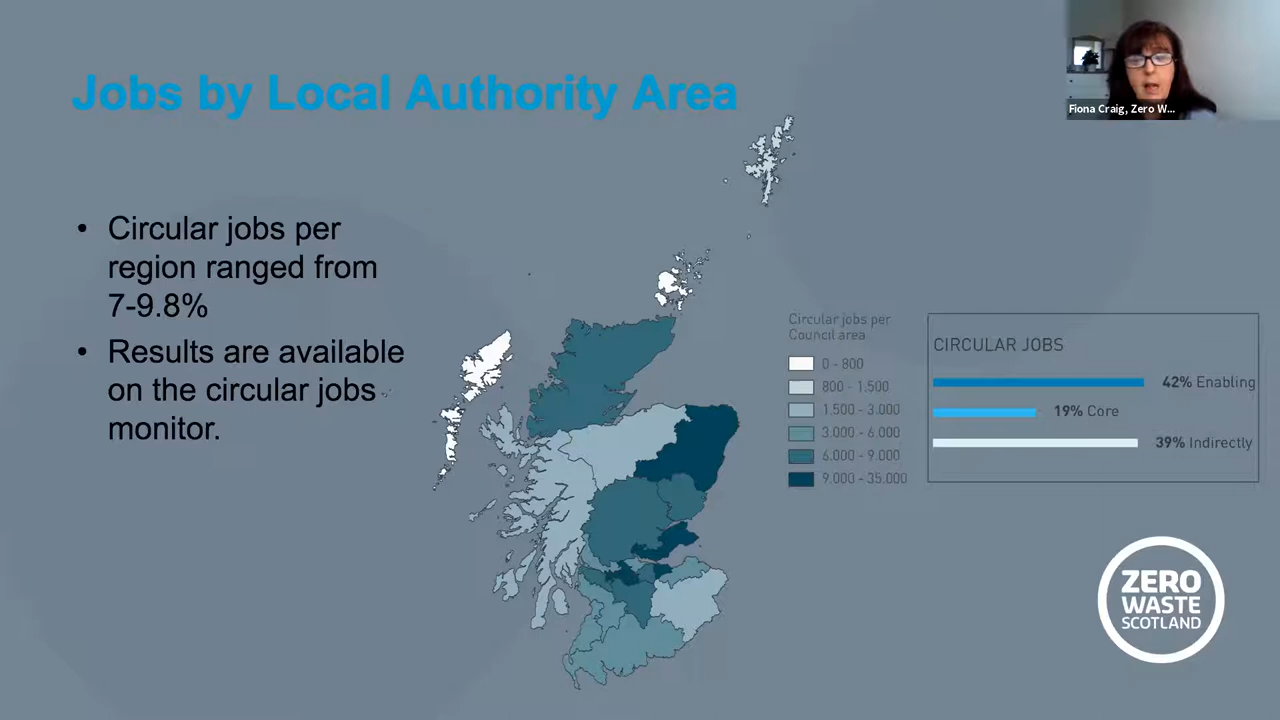 Jobs by Local Authority Area
Fiona Craig, Zero W...
• Circular jobs per
region ranged from
7-9.8%
• Results are available
on the circular jobs
monitor.
Circular jobs per
Council area
0 - 800
800 - 1.500
1.500 - 3.000
3.000 - 6.000
6.000 - 9.000
9.000 - 35.000
CIRCULAR JOBS
42% Enabling
19% Core
39% Indirectly
ZERO
WASTE
SCOTLAND